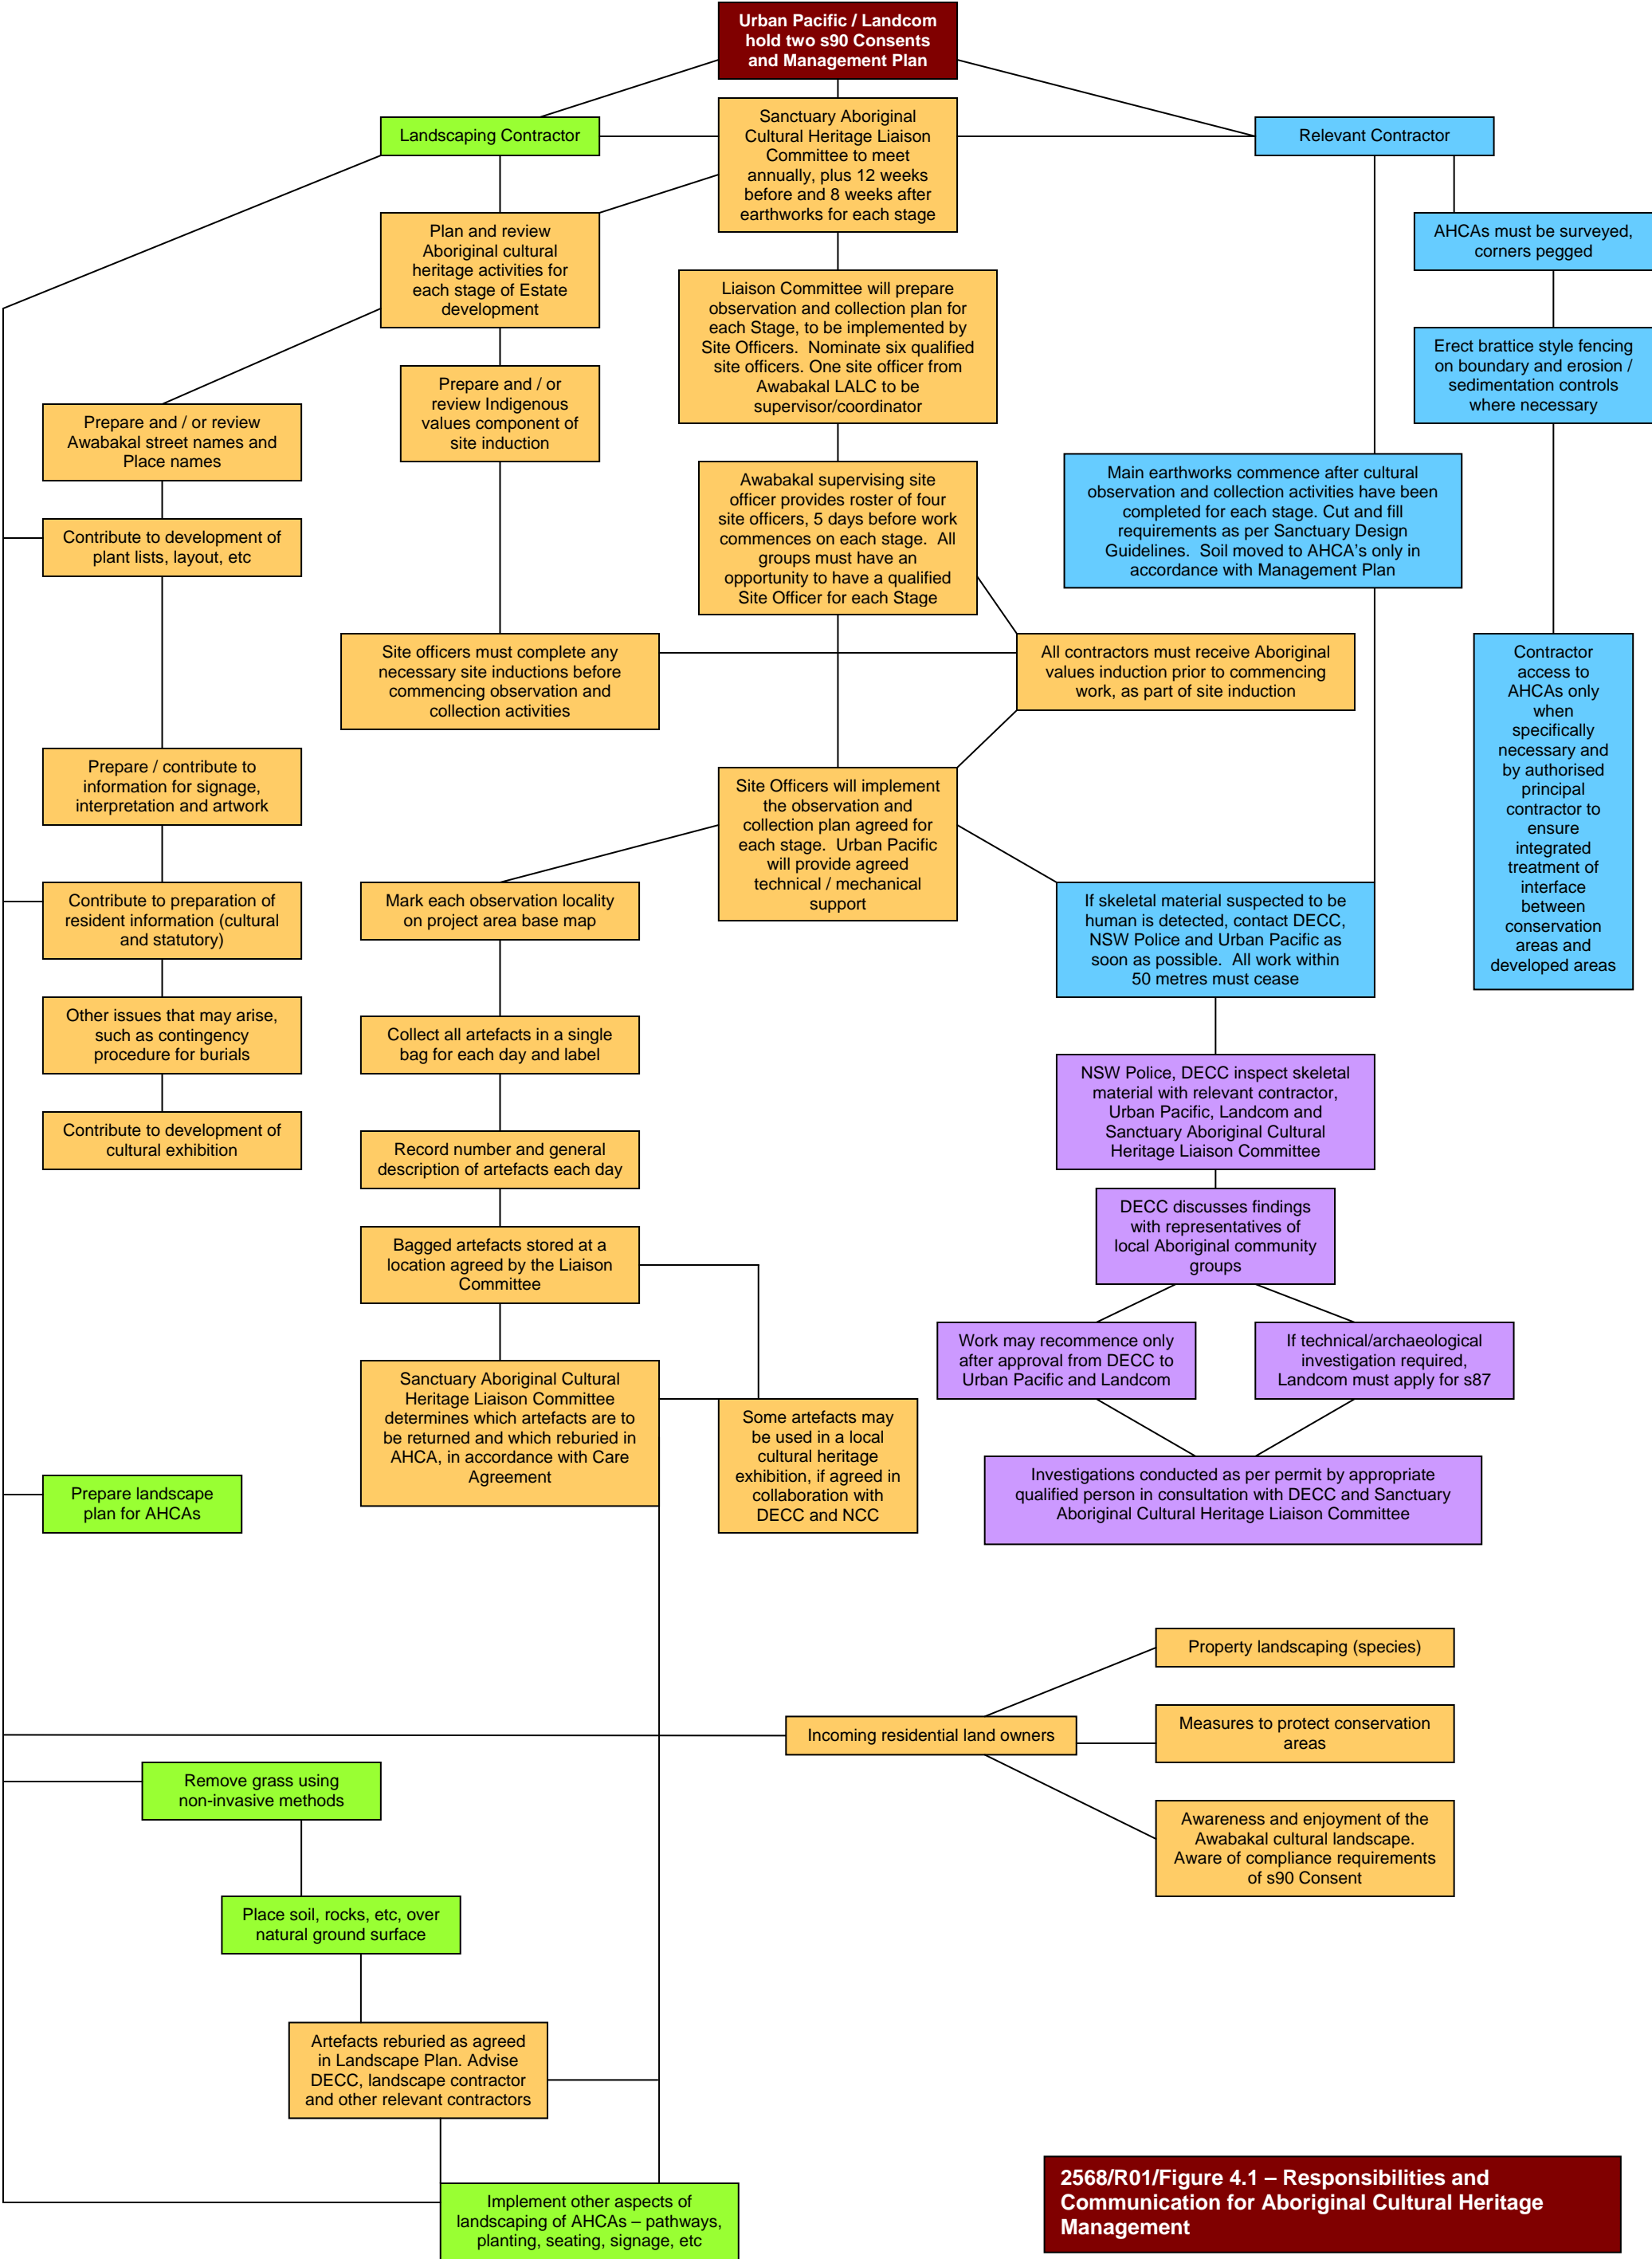 Urban Pacific / Landcom
hold two s90 Consents
and Management Plan
Landscaping Contractor
Sanctuary Aboriginal
Cultural Heritage Liaison
Committee to meet
annually, plus 12 weeks
before and 8 weeks after
earthworks for each stage
Relevant Contractor
Plan and review
Aboriginal cultural
heritage activities for
each stage of Estate
development
AHCAs must be surveyed,
corners pegged
Liaison Committee will prepare
observation and collection plan for
each Stage, to be implemented by
Site Officers.  Nominate six qualified
site officers. One site officer from
Awabakal LALC to be
supervisor/coordinator
Erect brattice style fencing
on boundary and erosion /
sedimentation controls
where necessary
Prepare and / or
review Indigenous
values component of
site induction
Prepare and / or review
Awabakal street names and
Place names
Main earthworks commence after cultural
observation and collection activities have been
completed for each stage. Cut and fill
requirements as per Sanctuary Design
Guidelines.  Soil moved to AHCA's only in
accordance with Management Plan
Awabakal supervising site
officer provides roster of four
site officers, 5 days before work
commences on each stage.  All
groups must have an
opportunity to have a qualified
Site Officer for each Stage
Contribute to development of
plant lists, layout, etc
Site officers must complete any
necessary site inductions before
commencing observation and
collection activities
All contractors must receive Aboriginal
values induction prior to commencing
work, as part of site induction
Contractor
access to
AHCAs only
when
specifically
necessary and
by authorised
principal
contractor to
ensure
integrated
treatment of
interface
between
conservation
areas and
developed areas
Prepare / contribute to
information for signage,
interpretation and artwork
Site Officers will implement
the observation and
collection plan agreed for
each stage.  Urban Pacific
will provide agreed
technical / mechanical
support
Contribute to preparation of
resident information (cultural
and statutory)
Mark each observation locality
on project area base map
If skeletal material suspected to be
human is detected, contact DECC,
NSW Police and Urban Pacific as
soon as possible.  All work within
50 metres must cease
Other issues that may arise,
such as contingency
procedure for burials
Collect all artefacts in a single
bag for each day and label
NSW Police, DECC inspect skeletal
material with relevant contractor,
Urban Pacific, Landcom and
Sanctuary Aboriginal Cultural
Heritage Liaison Committee
Contribute to development of
cultural exhibition
Record number and general
description of artefacts each day
DECC discusses findings
with representatives of
local Aboriginal community
groups
Bagged artefacts stored at a
location agreed by the Liaison
Committee
Work may recommence only
after approval from DECC to
Urban Pacific and Landcom
If technical/archaeological
investigation required,
Landcom must apply for s87
Sanctuary Aboriginal Cultural
Heritage Liaison Committee
determines which artefacts are to
be returned and which reburied in
AHCA, in accordance with Care
Agreement
Some artefacts may
be used in a local
cultural heritage
exhibition, if agreed in
collaboration with
DECC and NCC
Investigations conducted as per permit by appropriate
qualified person in consultation with DECC and Sanctuary
Aboriginal Cultural Heritage Liaison Committee
Prepare landscape
plan for AHCAs
Property landscaping (species)
Incoming residential land owners
Measures to protect conservation
areas
Remove grass using
non-invasive methods
Awareness and enjoyment of the
Awabakal cultural landscape.
Aware of compliance requirements
of s90 Consent
Place soil, rocks, etc, over
natural ground surface
Artefacts reburied as agreed
in Landscape Plan. Advise
DECC, landscape contractor
and other relevant contractors
Implement other aspects of
landscaping of AHCAs – pathways,
planting, seating, signage, etc
2568/R01/Figure 4.1 – Responsibilities and
Communication for Aboriginal Cultural Heritage
Management